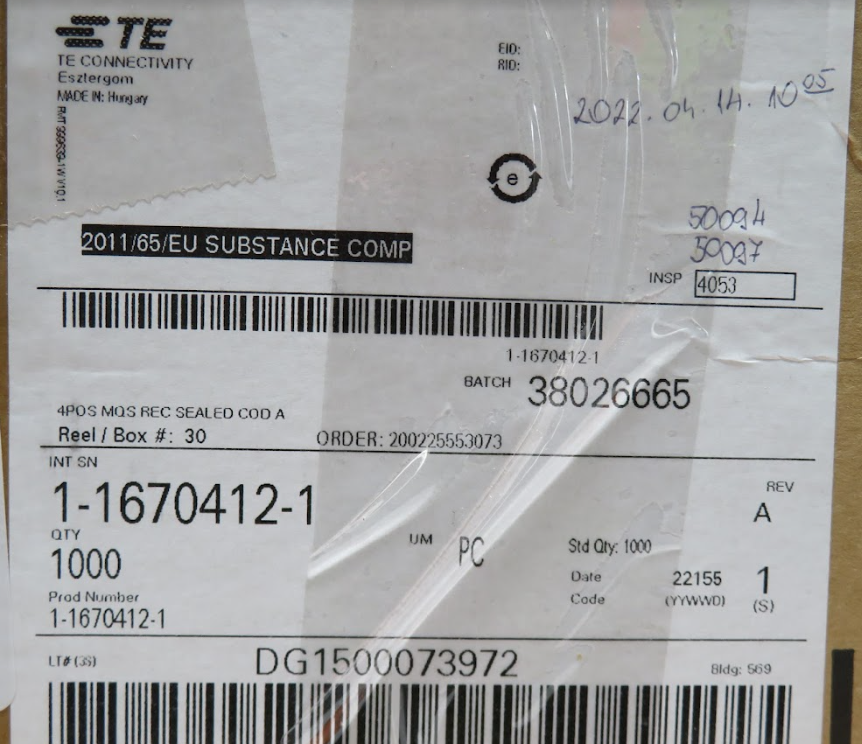 TE
TE CONNECTIVITY
Esztergom
MADE IN: Hungary
EID:
RID:
2022.04.14. 10 05
e
50094
50097
2011/65/EU SUBSTANCE COMP
INSP 4053
1-1670412-1
BATCH 38026665
4POS MQS REC SEALED COD A
Reel / Box #: 30 ORDER: 200225553073
INT SN
1-1670412-1
REV
A
QTY
1000
UM PC
Std Qty: 1000
Date 22155 1
Code (YYWWD) (S)
Prod Number
1-1670412-1
LT# (3S) DG1500073972 Bldg: 569